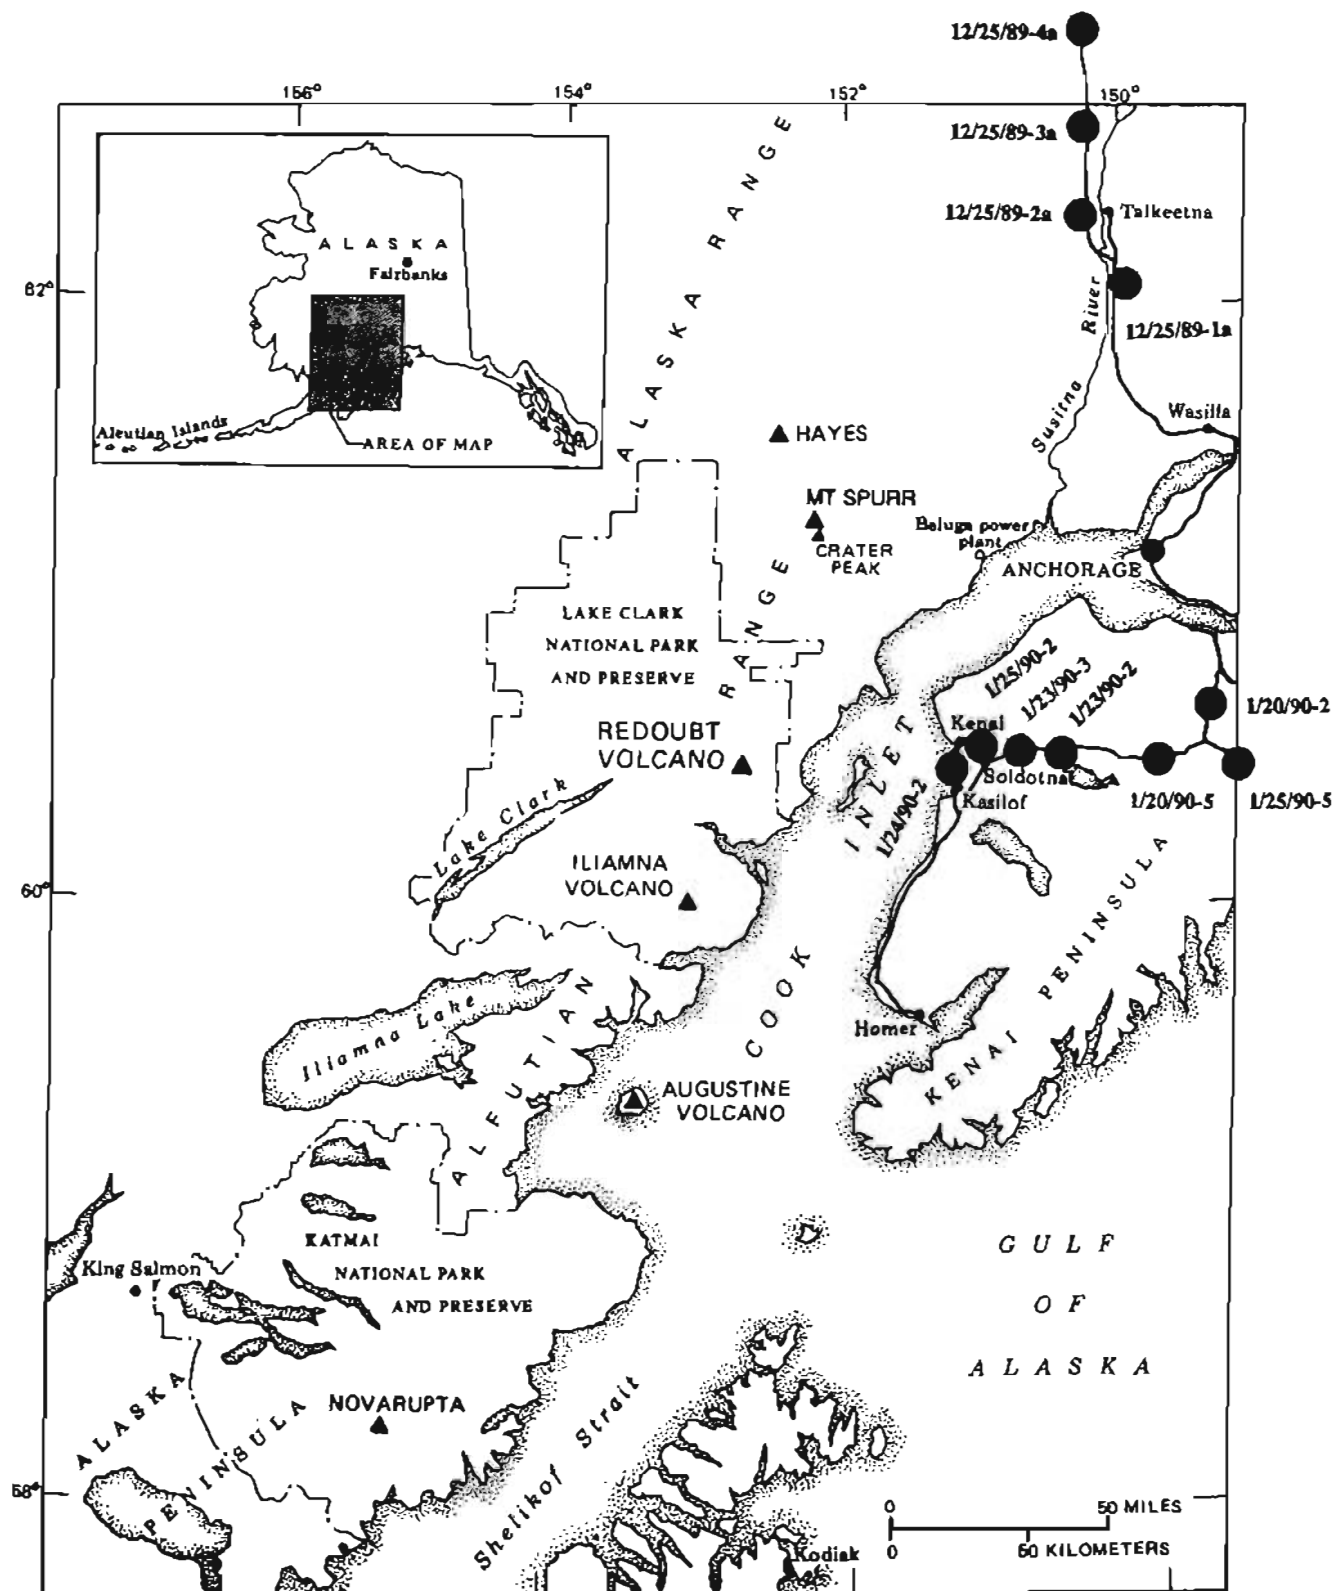 12/25/89-4a
156°
154°
152°
150°
12/25/89-3a
12/25/89-2a
Talkeetna
ALASKA
Fairbanks
62°
River
12/25/89-1a
Susitna
Wasilla
Aleutian Islands
AREA OF MAP
ALASKA RANGE
HAYES
MT SPURR
CRATER
PEAK
Beluga power
plant
ANCHORAGE
LAKE CLARK
NATIONAL PARK
AND PRESERVE
RANGE
1/25/90-2
1/23/90-3
1/23/90-2
1/20/90-2
REDOUBT
VOLCANO
Kenai
Soldotna
Kasilof
1/20/90-5
1/25/90-5
INLET
1/24/90-2
Lake Clark
ILIAMNA
VOLCANO
60°
PENINSULA
COOK
Iliamna Lake
ALFUTIAN
Homer
KENAI
AUGUSTINE
VOLCANO
KATMAI
NATIONAL PARK
AND PRESERVE
King Salmon
GULF
OF
ALASKA
ALASKA
PENINSULA
NOVARUPTA
Shelikof Strait
58°
0
50 MILES
0
50 KILOMETERS
Kodiak